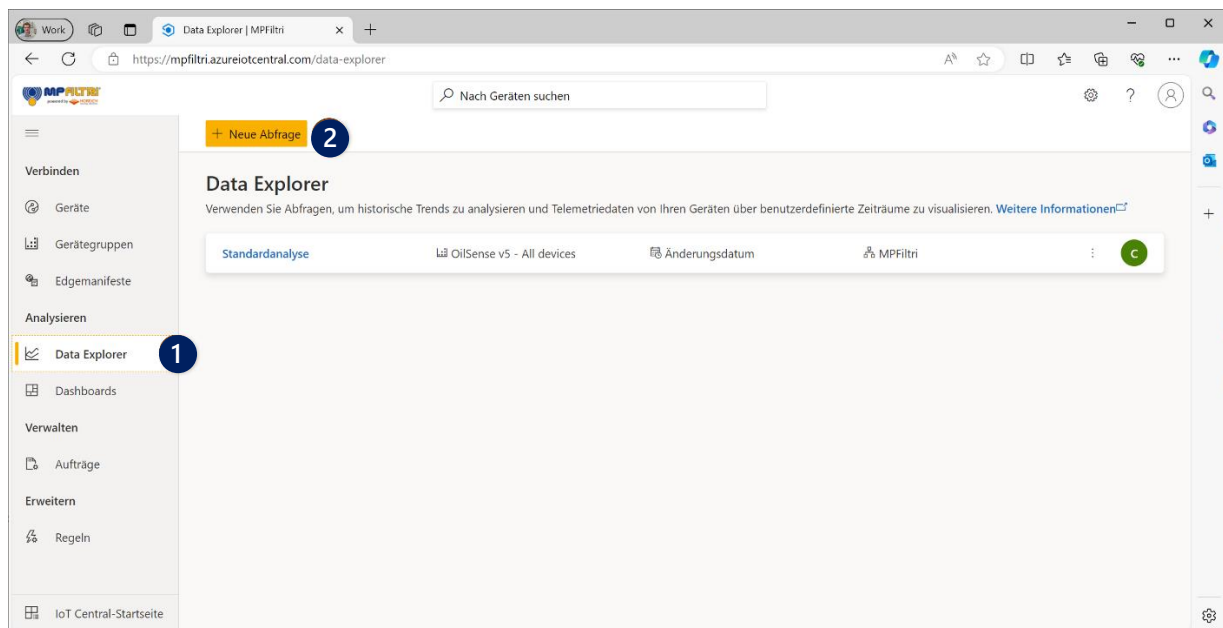 Work
Data Explorer | MPFiltri
https://mpfiltri.azureiotcentral.com/data-explorer
MPFILTRI
Nach Geräten suchen
Neue Abfrage
2
Verbinden
Geräte
Gerätegruppen
Edgemanifeste
Analysieren
Data Explorer
1
Dashboards
Verwalten
Aufträge
Erweitern
Regeln
IoT Central-Startseite
Data Explorer
Verwenden Sie Abfragen, um historische Trends zu analysieren und Telemetriedaten von Ihren Geräten über benutzerdefinierte Zeiträume zu visualisieren. Weitere Informationen
Standardanalyse OilSense v5 - All devices Änderungsdatum MPFiltri C